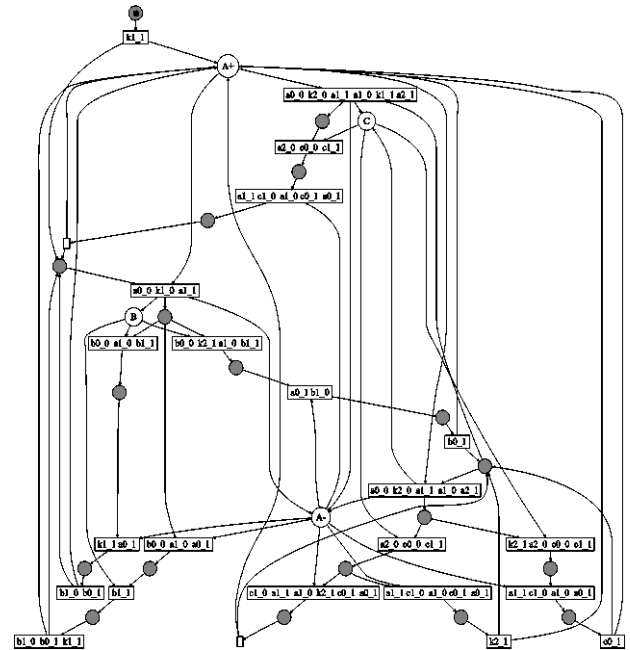 k1_1
A+
a0_0 k2_0 a1_1 a1_0 k1_1 a2_1
C
a2_0 c0_0 c1_1
a1_1 c1_0 a1_0 c0_1 a0_1
a0_0 k1_0 a1_1
B
b0_0 a1_0 b1_1
b0_0 k2_1 a1_0 b1_1
a0_1 b1_0
b0_1
a0_0 k2_0 a1_1 a1_0 a2_1
A-
k1_1 a0_1
b0_0 a1_0 a0_1
a2_0 c0_0 c1_1
k2_1 a2_0 c0_0 c1_1
b1_0 b0_1
b1_1
c1_0 a1_1 a1_0 k2_1 c0_1 a0_1
a1_1 c1_0 a1_0 c0_1 a0_1
a1_1 c1_0 a1_0 a0_1
b1_0 b0_1 k1_1
k2_1
c0_1